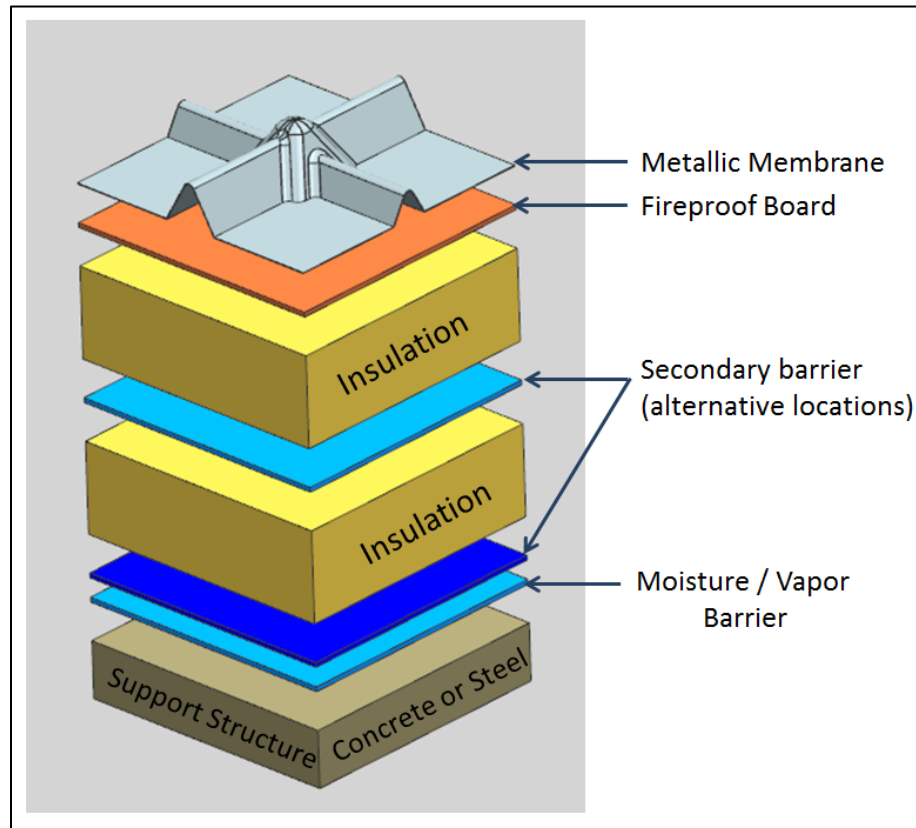 Metallic Membrane
Fireproof Board
Insulation
Secondary barrier
(alternative locations)
Insulation
Moisture / Vapor
Barrier
Support Structure
Concrete or Steel